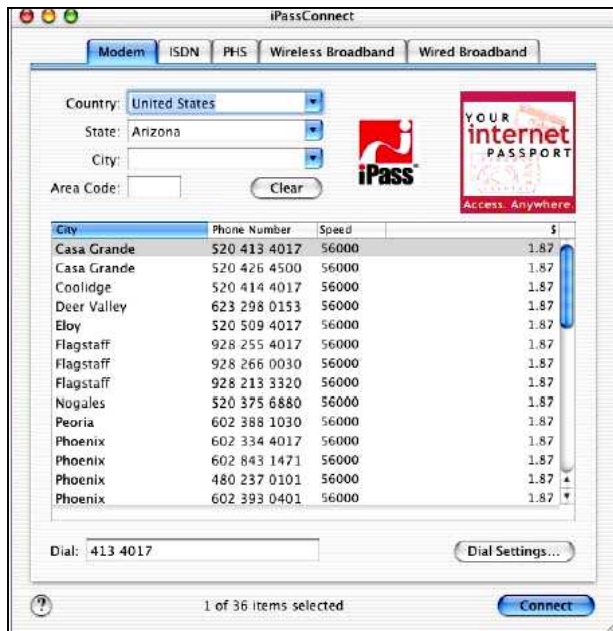 iPassConnect
Modem ISDN PHS Wireless Broadband Wired Broadband
Country: United States
State: Arizona
City:
Area Code: Clear
iPass
YOUR
internet
PASSPORT
Access. Anywhere.
City Phone Number Speed $
Casa Grande 520 413 4017 56000 1.87
Casa Grande 520 426 4500 56000 1.87
Coolidge 520 414 4017 56000 1.87
Deer Valley 623 298 0153 56000 1.87
Eloy 520 509 4017 56000 1.87
Flagstaff 928 255 4017 56000 1.87
Flagstaff 928 266 0030 56000 1.87
Flagstaff 928 213 3320 56000 1.87
Nogales 520 375 6880 56000 1.87
Peoria 602 388 1030 56000 1.87
Phoenix 602 334 4017 56000 1.87
Phoenix 602 843 1471 56000 1.87
Phoenix 480 237 0101 56000 1.87
Phoenix 602 393 0401 56000 1.87
Dial: 413 4017 Dial Settings...
? 1 of 36 items selected Connect